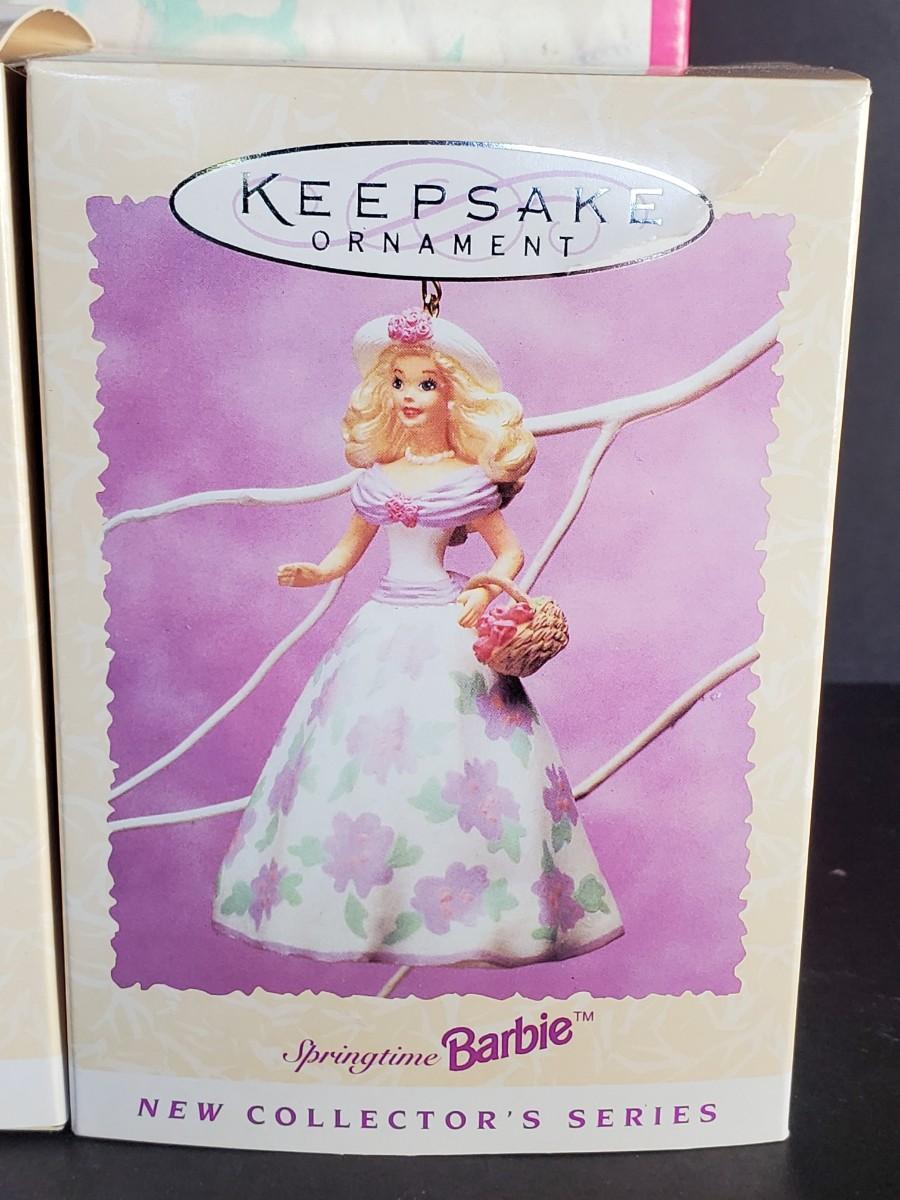 KEEPSAKE
ORNAMENT
Springtime Barbie™
NEW COLLECTOR'S SERIES